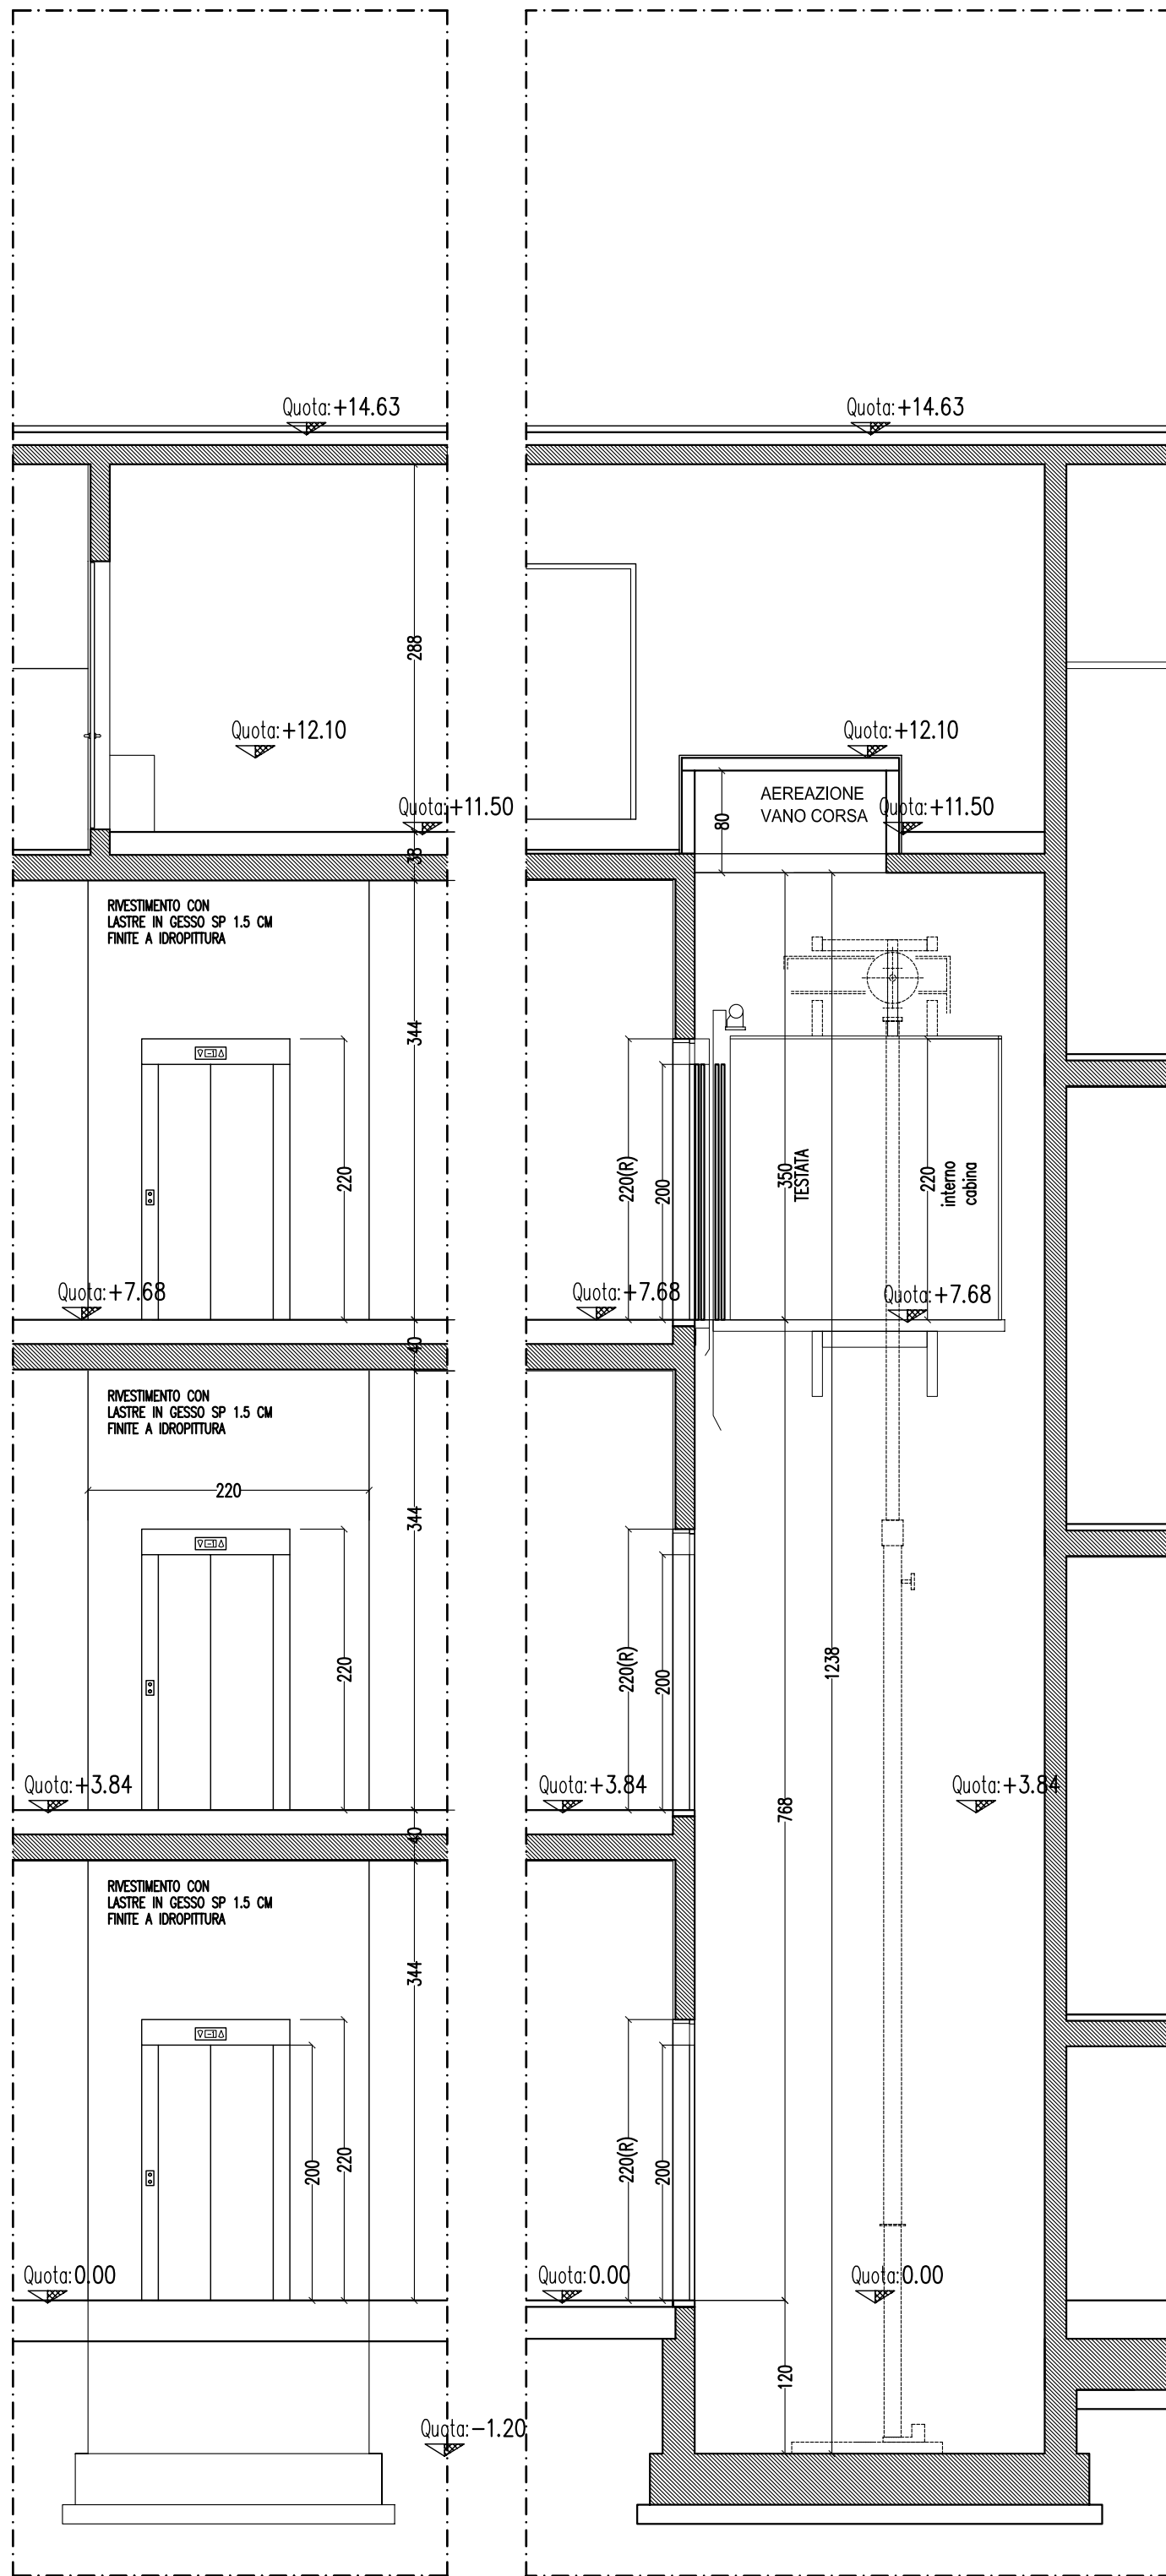 Quota:+14.63
Quota:+14.63
288
Quota:+12.10
Quota:+12.10
AEREAZIONE
VANO CORSA
80
Quota:+11.50
Quota:+11.50
38
RIVESTIMENTO CON
LASTRE IN GESSO SP 1.5 CM
FINITE A IDROPITTURA
344
220
220(R)
200
350
TESTATA
220
interno
cabina
Quota:+7.68
Quota:+7.68
Quota:+7.68
40
RIVESTIMENTO CON
LASTRE IN GESSO SP 1.5 CM
FINITE A IDROPITTURA
220
344
220
220(R)
200
1238
Quota:+3.84
Quota:+3.84
Quota:+3.84
768
40
RIVESTIMENTO CON
LASTRE IN GESSO SP 1.5 CM
FINITE A IDROPITTURA
344
200
220
220(R)
200
Quota:0.00
Quota:0.00
Quota:0.00
120
Quota:-1.20